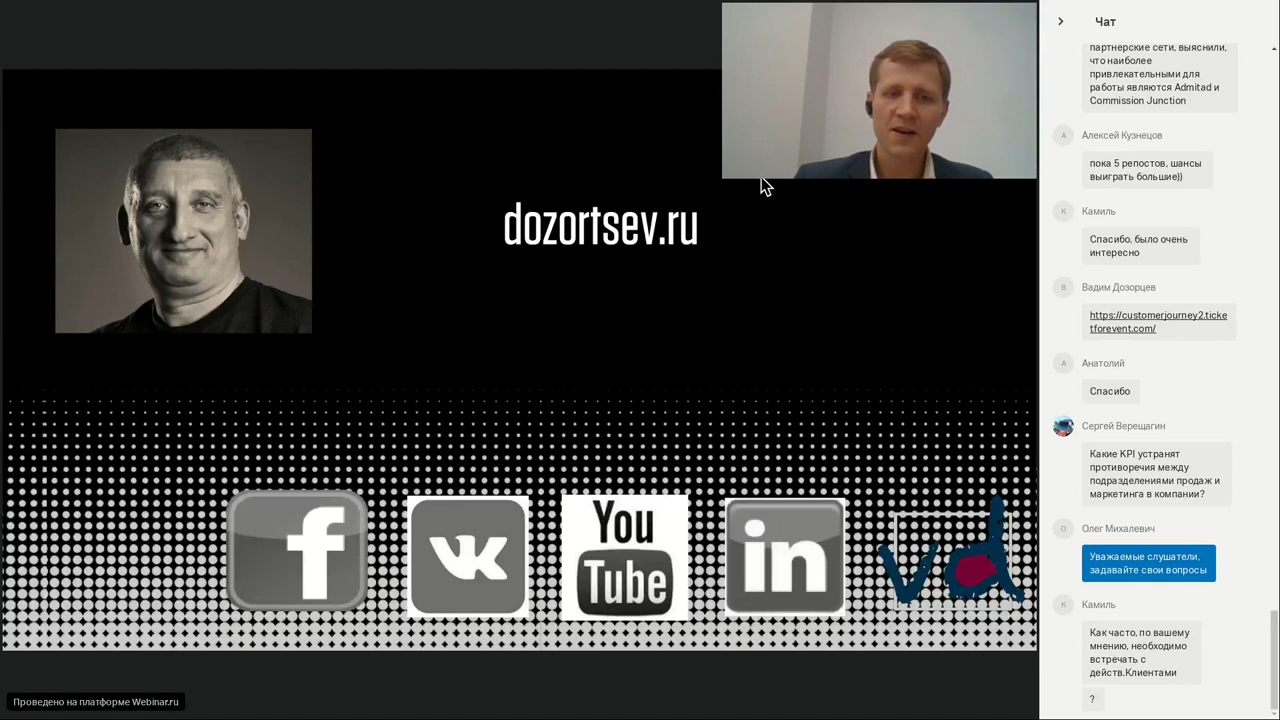 dozortsev.ru
f
vк
You
Tube
in
vd
Проведено на платформе Webinar.ru
Чат
партнерские сети, выяснили,
что наиболее
привлекательными для
работы являются Admitad и
Commission Junction
А
Алексей Кузнецов
пока 5 репостов, шансы
выиграть большие))
К
Камиль
Спасибо, было очень
интересно
В
Вадим Дозорцев
https://customerjourney2.ticke
tforevent.com/
А
Анатолий
Спасибо
Сергей Верещагин
Какие KPI устранят
противоречия между
подразделениями продаж и
маркетинга в компании?
О
Олег Михалевич
Уважаемые слушатели,
задавайте свои вопросы
К
Камиль
Как часто, по вашему
мнению, необходимо
встречать с
действ.Клиентами
?